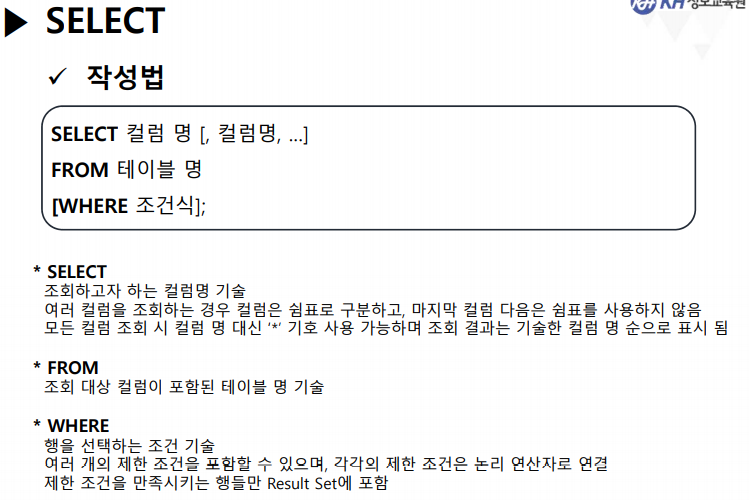 KH 정보교육원
▶ SELECT
✓ 작성법
SELECT 컬럼 명 [, 컬럼명, …]
FROM 테이블 명
[WHERE 조건식];
* SELECT
조회하고자 하는 컬럼명 기술
여러 컬럼을 조회하는 경우 컬럼은 쉼표로 구분하고, 마지막 컬럼 다음은 쉼표를 사용하지 않음
모든 컬럼 조회 시 컬럼 명 대신 '*' 기호 사용 가능하며 조회 결과는 기술한 컬럼 명 순으로 표시 됨
* FROM
조회 대상 컬럼이 포함된 테이블 명 기술
* WHERE
행을 선택하는 조건 기술
여러 개의 제한 조건을 포함할 수 있으며, 각각의 제한 조건은 논리 연산자로 연결
제한 조건을 만족시키는 행들만 Result Set에 포함